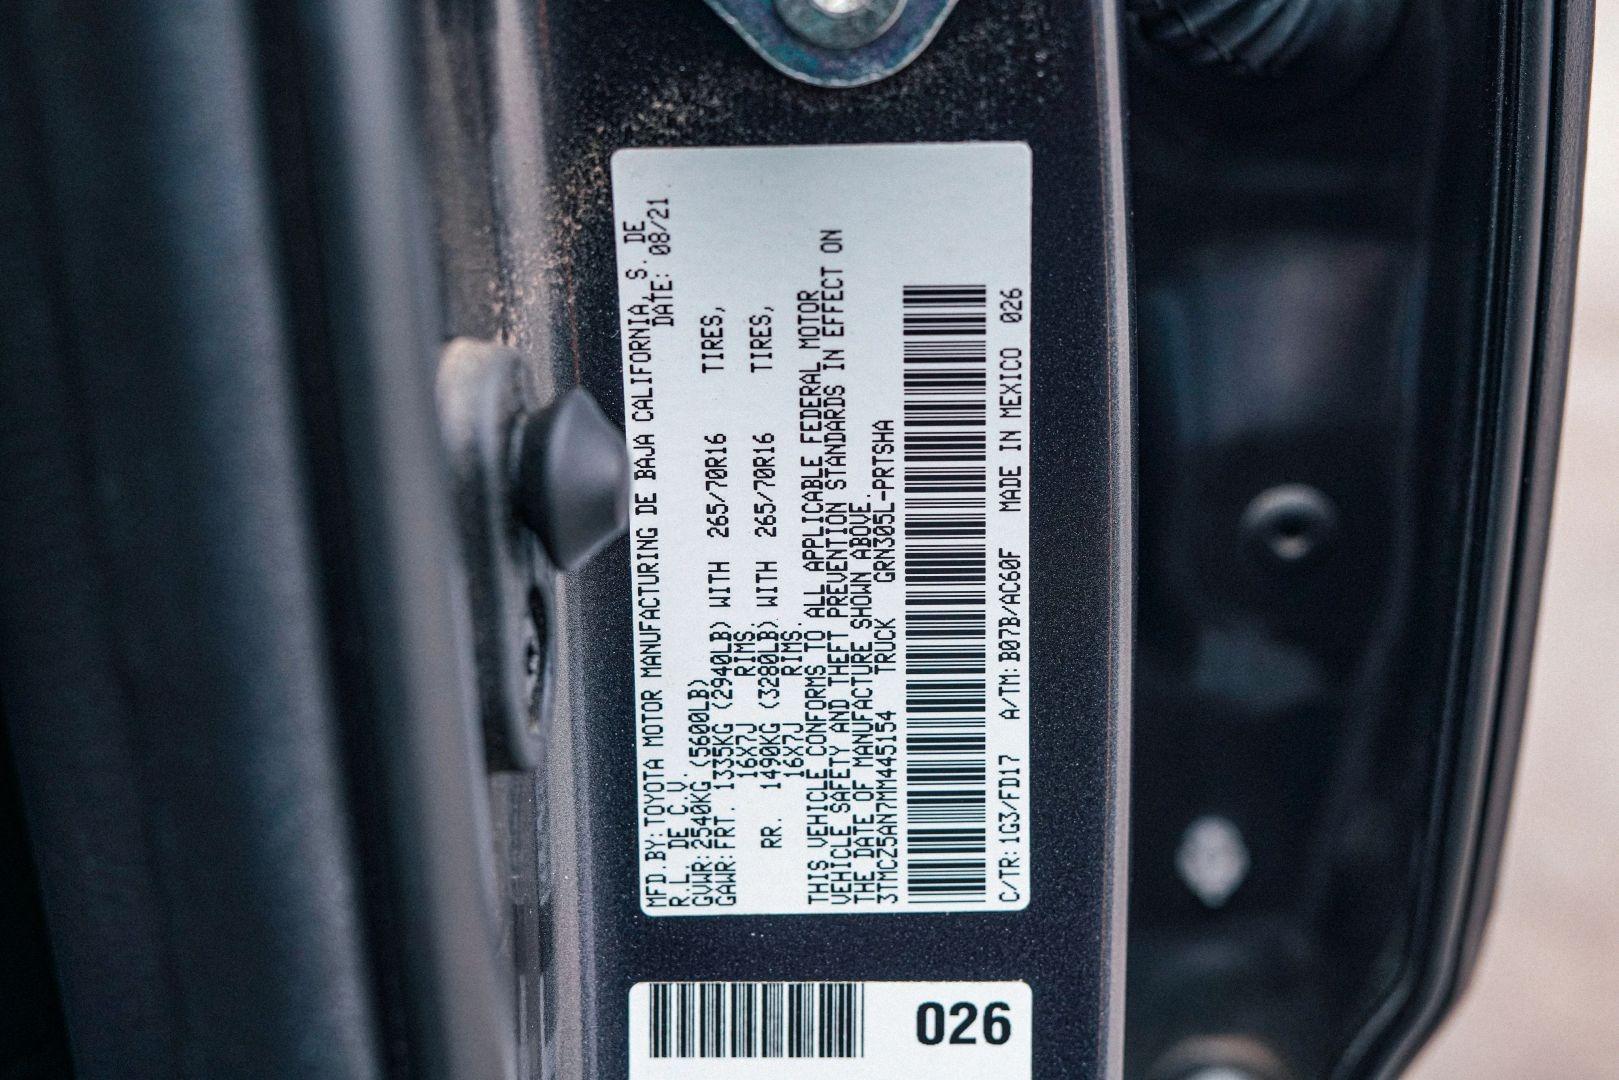 MFD.BY:TOYOTA MOTOR MANUFACTURING DE BAJA CALIFORNIA, S. DE
R.L. DE C.V. DATE: 08/21
GVWR:2540KG (5600LB)
GAWR:FRT. 1335KG (2940LB) WITH 265/70R16 TIRES,
16X7J RIMS.
RR. 1490KG (3280LB) WITH 265/70R16 TIRES,
16X7J RIMS.
THIS VEHICLE CONFORMS TO ALL APPLICABLE FEDERAL MOTOR
VEHICLE SAFETY AND THEFT PREVENTION STANDARDS IN EFFECT ON
THE DATE OF MANUFACTURE SHOWN ABOVE.
3TMCZ5AN7MM445154 TRUCK GRN305L-PRTSHA
C/TR:1G3/FD17 A/TM:B07B/AC60F MADE IN MEXICO 026
026